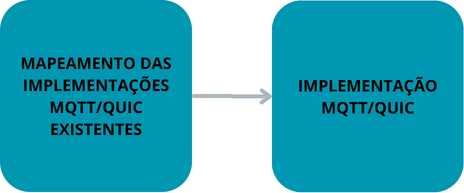 MAPEAMENTO DAS
IMPLEMENTAÇÕES
MQTT/QUIC
EXISTENTES
IMPLEMENTAÇÃO
MQTT/QUIC